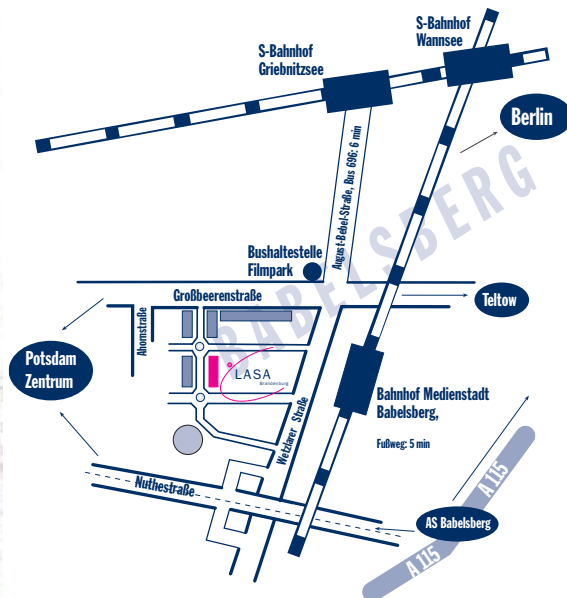 S-Bahnhof
Wannsee
S-Bahnhof
Griebnitzsee
Berlin
August-Bebel-Straße, Bus 696: 6 min
BABELSBERG
Bushaltestelle
Filmpark
Großbeerenstraße
Teltow
Ahornstraße
Potsdam
Zentrum
LASA
Brandenburg
Bahnhof Medienstadt
Babelsberg,
Fußweg: 5 min
Wetzlarer Straße
Nuthestraße
A 115
AS Babelsberg
A 115